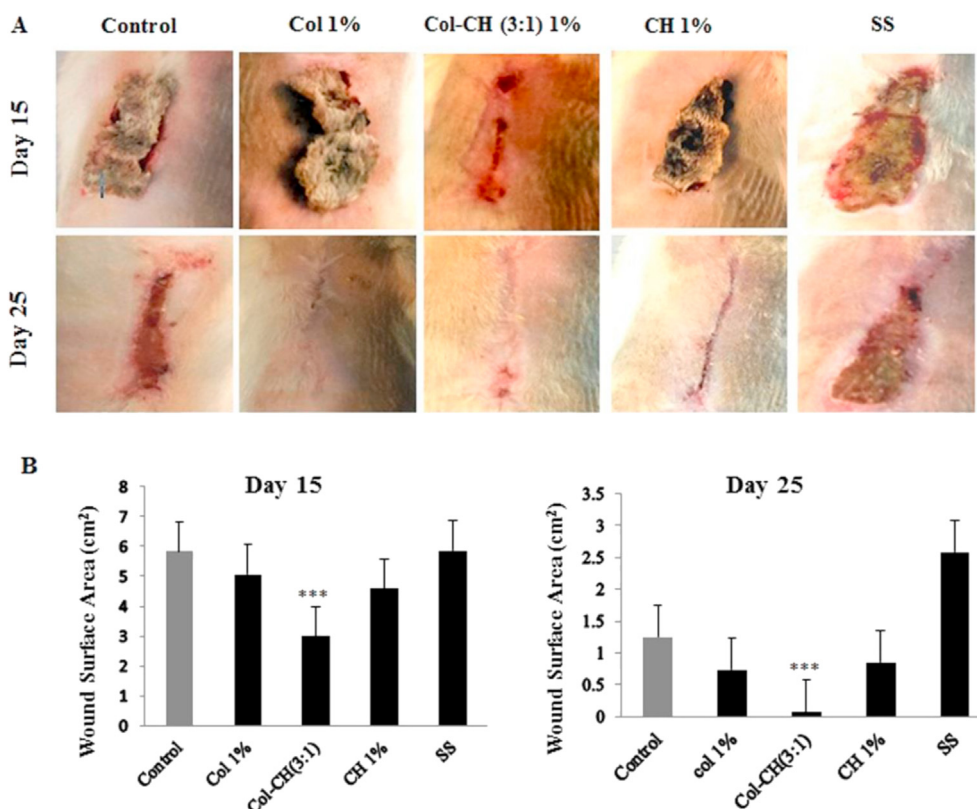 A
Control
Col 1%
Col-CH (3:1) 1%
CH 1%
SS
Day 15
Day 25
B
Day 15
Wound Surface Area (cm²)
8
7
6
5
4
3
2
1
0
Control
Col 1%
Col-CH(3:1)
CH 1%
SS
***
Day 25
Wound Surface Area (cm²)
3.5
3
2.5
2
1.5
1
0.5
0
Control
col 1%
Col-CH(3:1)
CH 1%
SS
***